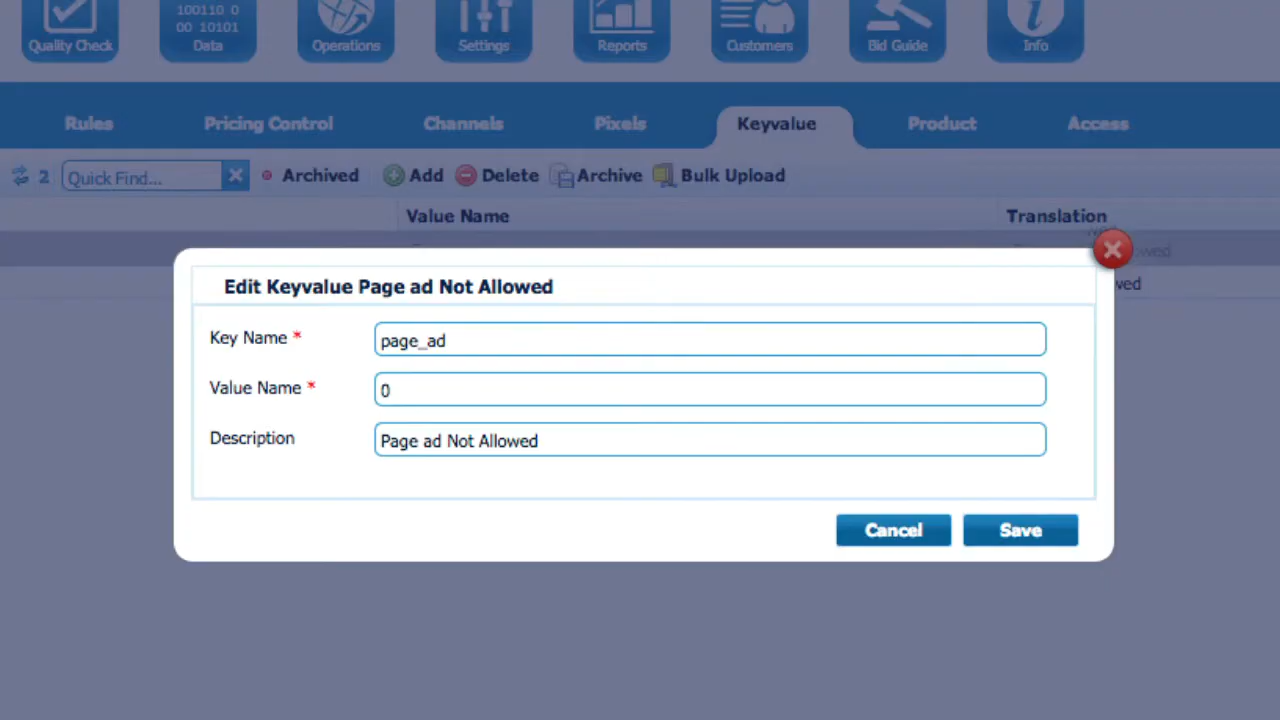 100110 0
00 10101
Quality Check Data Operations Settings Reports Customers Bid Guide Info
Rules Pricing Control Channels Pixels Keyvalue Product Access
2 Quick Find... Archived Add Delete Archive Bulk Upload
Value Name Translation
Edit Keyvalue Page ad Not Allowed
Key Name * page_ad
Value Name * 0
Description Page ad Not Allowed
Cancel Save